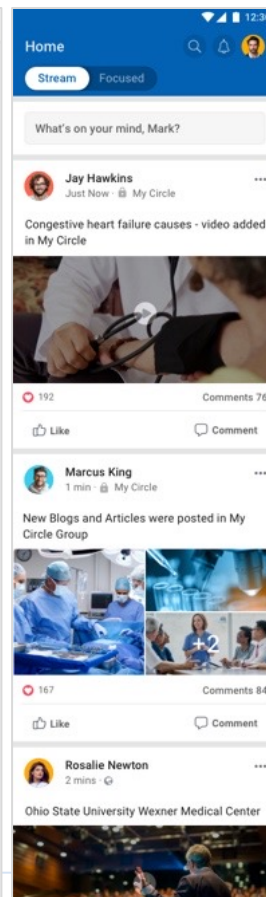 12:30
Home
Stream Focused
What's on your mind, Mark?
Jay Hawkins
Just Now · My Circle
Congestive heart failure causes - video added
in My Circle
192 Comments 76
Like Comment
Marcus King
1 min · My Circle
New Blogs and Articles were posted in My
Circle Group
+2
167 Comments 84
Like Comment
Rosalie Newton
2 mins ·
Ohio State University Wexner Medical Center